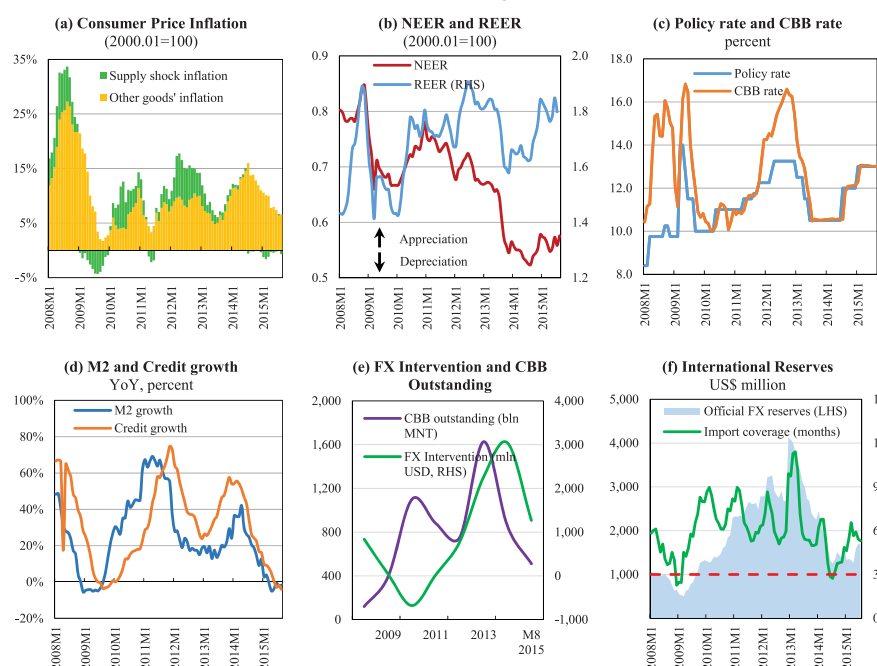 (a) Consumer Price Inflation
(2000.01=100)
35%
25%
15%
5%
-5%
Supply shock inflation
Other goods' inflation
2008M1
2009M1
2010M1
2011M1
2012M1
2013M1
2014M1
2015M1
(b) NEER and REER
(2000.01=100)
0.9
0.8
0.7
0.6
0.5
2.0
1.8
1.6
1.4
1.2
NEER
REER (RHS)
Appreciation
Depreciation
2008M1
2009M1
2010M1
2011M1
2012M1
2013M1
2014M1
2015M1
(c) Policy rate and CBB rate
percent
18.0
16.0
14.0
12.0
10.0
8.0
Policy rate
CBB rate
2008M1
2009M1
2010M1
2011M1
2012M1
2013M1
2014M1
2015M1
(d) M2 and Credit growth
YoY, percent
100%
80%
60%
40%
20%
0%
-20%
M2 growth
Credit growth
2008M1
2009M1
2010M1
2011M1
2012M1
2013M1
2014M1
2015M1
(e) FX Intervention and CBB
Outstanding
2,000
1,600
1,200
800
400
0
4,000
3,000
2,000
1,000
0
-1,000
CBB outstanding (bln
MNT)
FX Intervention (mln
USD, RHS)
2009
2011
2013
M8
2015
(f) International Reserves
US$ million
5,000
4,000
3,000
2,000
1,000
9
6
3
0
Official FX reserves (LHS)
Import coverage (months)
2008M1
2009M1
2010M1
2011M1
2012M1
2013M1
2014M1
2015M1